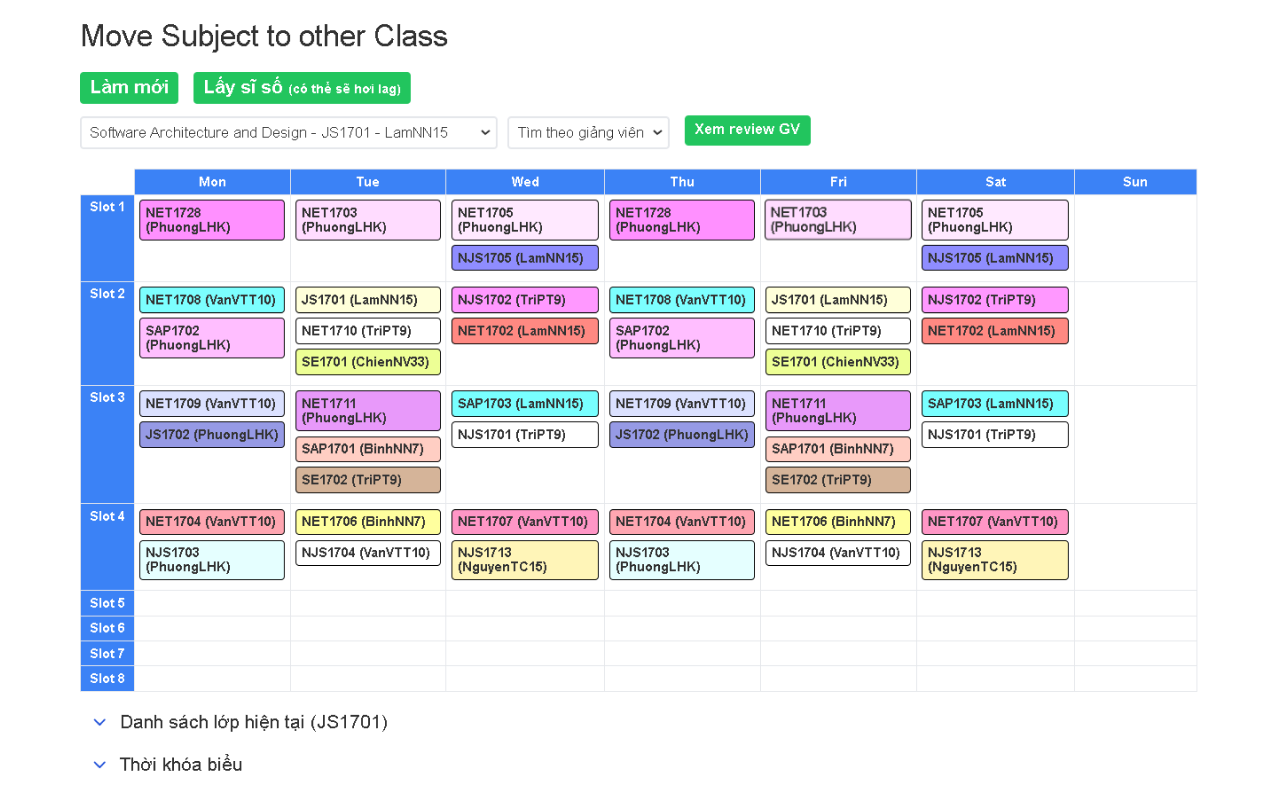 Move Subject to other Class
Làm mới
Lấy sĩ số (có thể sẽ hơi lag)
Software Architecture and Design - JS1701 - LamNN15
Tìm theo giảng viên
Xem review GV
Mon Tue Wed Thu Fri Sat Sun
Slot 1
NET1728
(PhuongLHK)
NET1703
(PhuongLHK)
NET1705
(PhuongLHK)
NJS1705 (LamNN15)
NET1728
(PhuongLHK)
NET1703
(PhuongLHK)
NET1705
(PhuongLHK)
NJS1705 (LamNN15)
Slot 2
NET1708 (VanVTT10)
SAP1702
(PhuongLHK)
JS1701 (LamNN15)
NET1710 (TriPT9)
SE1701 (ChienNV33)
NJS1702 (TriPT9)
NET1702 (LamNN15)
NET1708 (VanVTT10)
SAP1702
(PhuongLHK)
JS1701 (LamNN15)
NET1710 (TriPT9)
SE1701 (ChienNV33)
NJS1702 (TriPT9)
NET1702 (LamNN15)
Slot 3
NET1709 (VanVTT10)
JS1702 (PhuongLHK)
NET1711
(PhuongLHK)
SAP1701 (BinhNN7)
SE1702 (TriPT9)
SAP1703 (LamNN15)
NJS1701 (TriPT9)
NET1709 (VanVTT10)
JS1702 (PhuongLHK)
NET1711
(PhuongLHK)
SAP1701 (BinhNN7)
SE1702 (TriPT9)
SAP1703 (LamNN15)
NJS1701 (TriPT9)
Slot 4
NET1704 (VanVTT10)
NJS1703
(PhuongLHK)
NET1706 (BinhNN7)
NJS1704 (VanVTT10)
NET1707 (VanVTT10)
NJS1713
(NguyenTC15)
NET1704 (VanVTT10)
NJS1703
(PhuongLHK)
NET1706 (BinhNN7)
NJS1704 (VanVTT10)
NET1707 (VanVTT10)
NJS1713
(NguyenTC15)
Slot 5
Slot 6
Slot 7
Slot 8
Danh sách lớp hiện tại (JS1701)
Thời khóa biểu